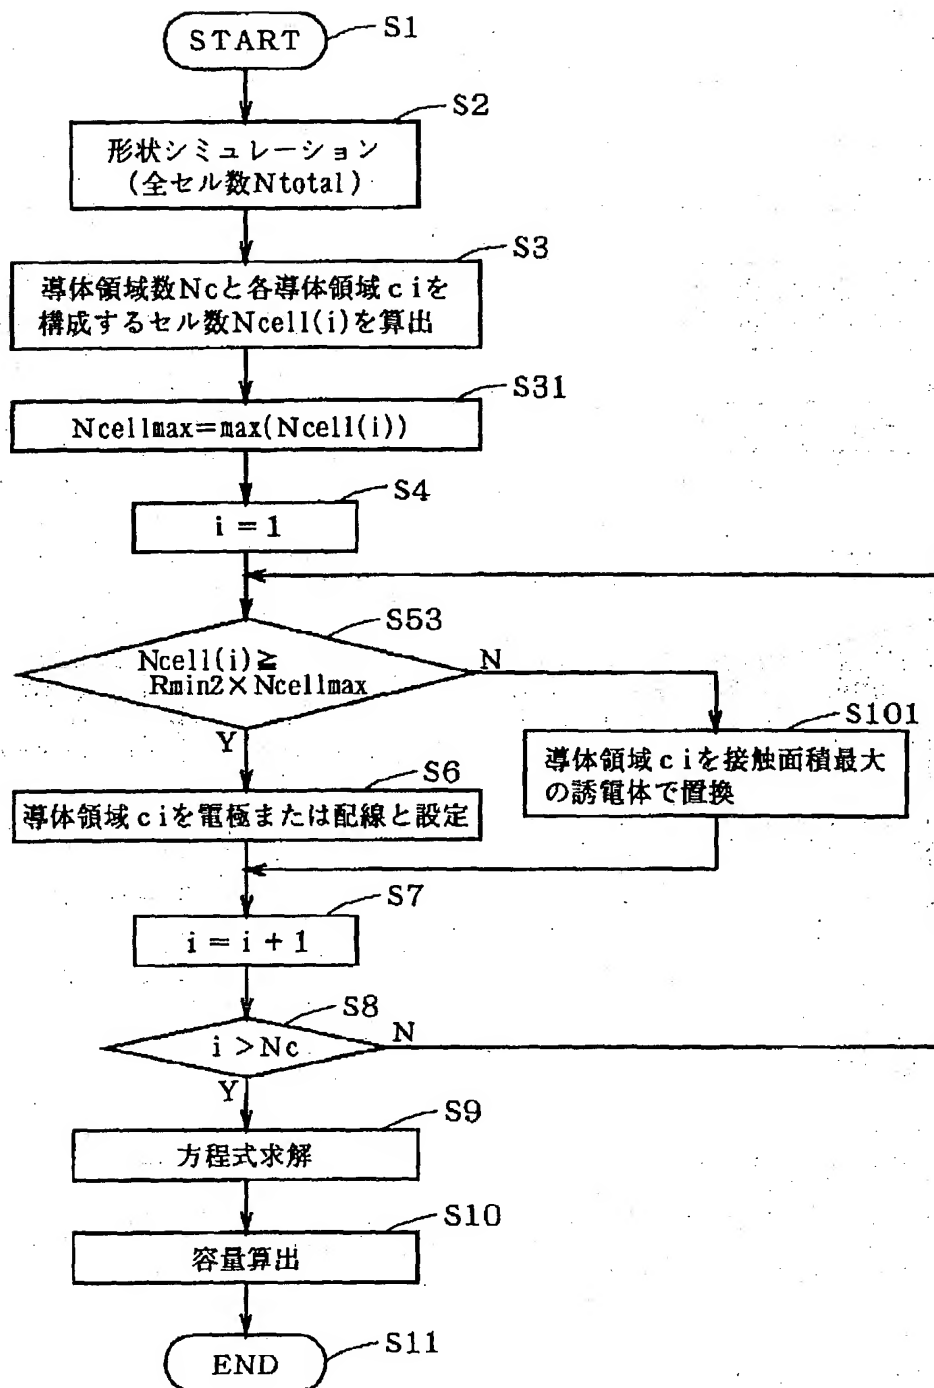 START
S1
S2
形状シミュレーション
(全セル数Ntotal)
S3
導体領域数Ncと各導体領域ciを
構成するセル数Ncell(i)を算出
S31
Ncellmax=max(Ncell(i))
S4
i = 1
S53
Ncell(i)≧
Rmin2×Ncellmax
N
Y
S101
導体領域ciを接触面積最大
の誘電体で置換
S6
導体領域ciを電極または配線と設定
S7
i = i + 1
S8
i >Nc
N
Y
S9
方程式求解
S10
容量算出
S11
END